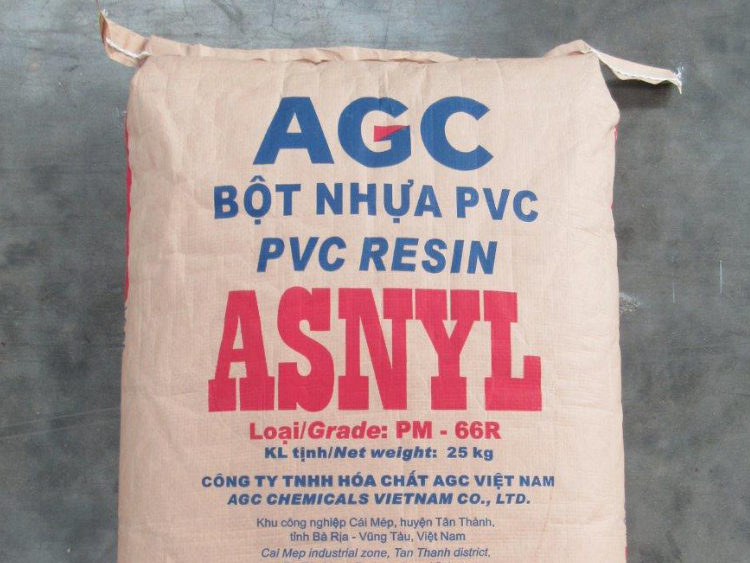 AGC
BỘT NHỰA PVC
PVC RESIN
ASNYL
Loại/Grade: PM - 66R
KL tịnh/Net weight: 25 kg
CÔNG TY TNHH HÓA CHẤT AGC VIỆT NAM
AGC CHEMICALS VIETNAM CO., LTD.
Khu công nghiệp Cái Mép, huyện Tân Thành,
tỉnh Bà Rịa - Vũng Tàu, Việt Nam
Cai Mep industrial zone, Tan Thanh district,